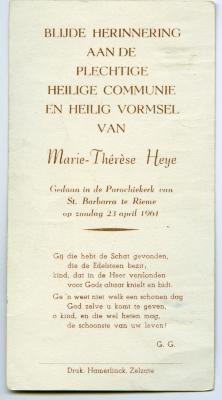 BLIJDE HERINNERING
AAN DE
PLECHTIGE
HEILIGE COMMUNIE
EN HEILIG VORMSEL
VAN
Marie-Thérèse Heye
Gedaan in de Parochiekerk van
St. Barbarra te Rieme
op zondag 23 april 1961
Gij die hebt de Schat gevonden,
die de Edelsteen bezit;
kind, dat in de Heer verslonden
voor Gods altaar knielt en bidt.
Ge 'n weet niet welk een schonen dag
God zelve u komt te geven,
o kind, en die wel heten mag,
de schoonste van uw leven!
G. G.
Druk. Hamerlinck, Zelzate